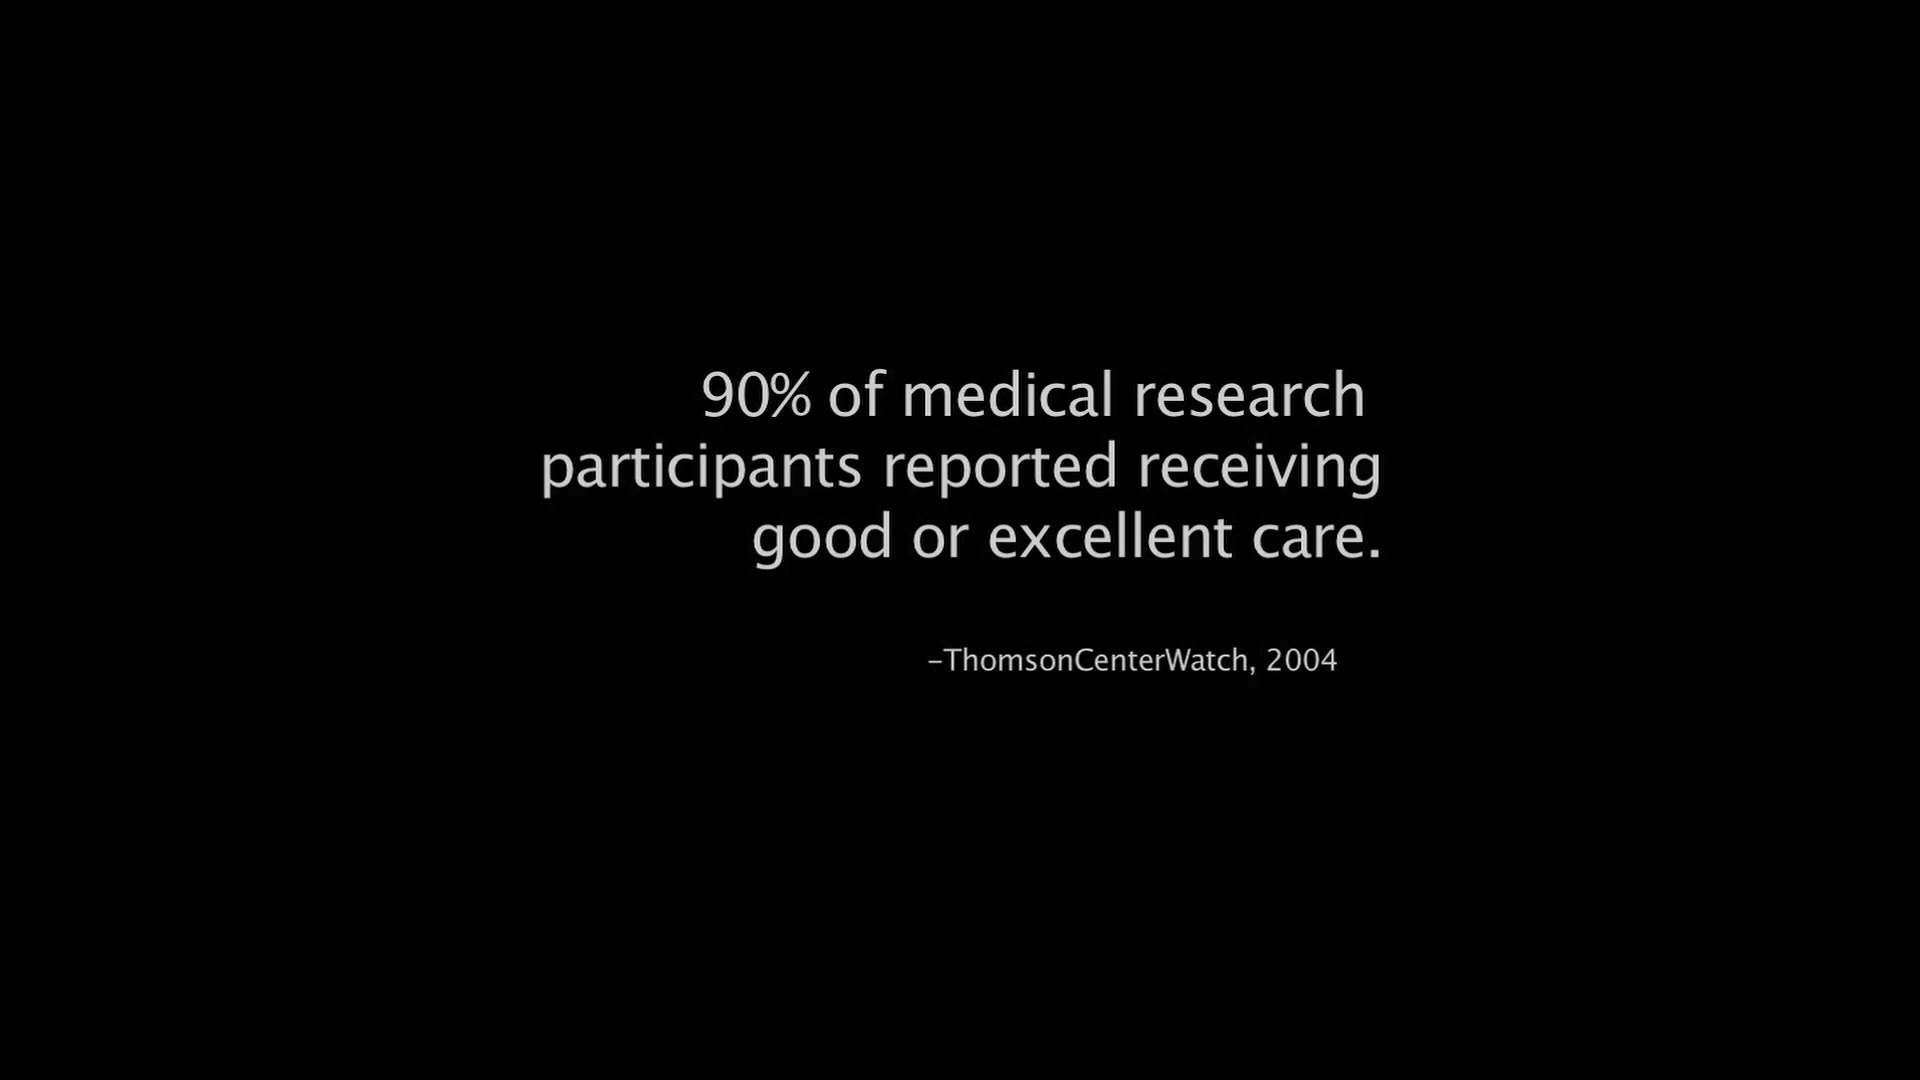 90% of medical research
participants reported receiving
good or excellent care.
–ThomsonCenterWatch, 2004